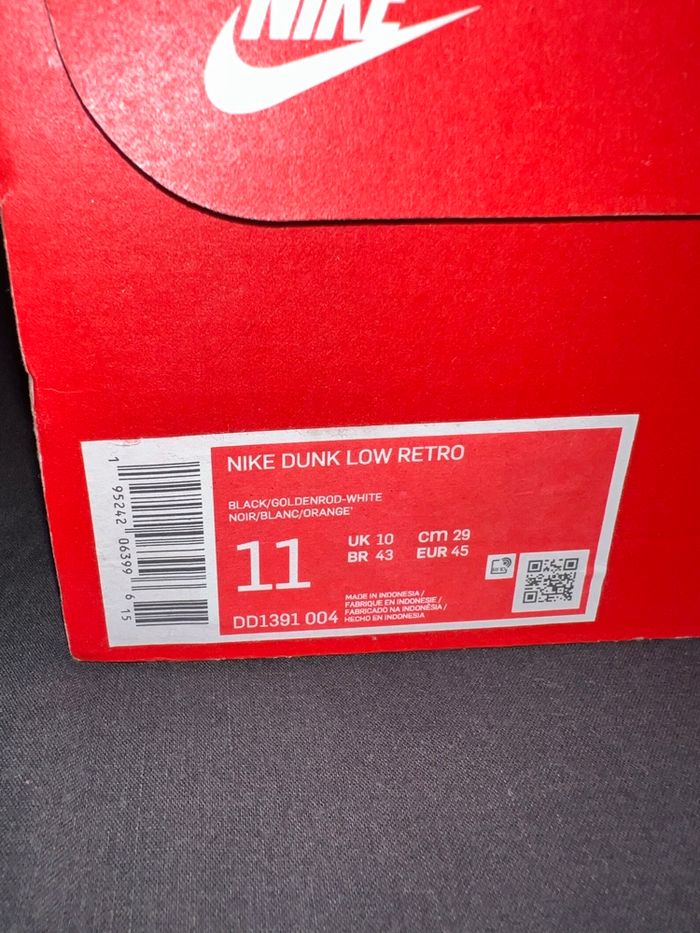 NIKE
NIKE DUNK LOW RETRO
BLACK/GOLDENROD-WHITE
NOIR/BLANC/ORANGE'
11
UK 10 cm 29
BR 43 EUR 45
DD1391 004
MADE IN INDONESIA /
FABRIQUE EN INDONESIE /
FABRICADO NA INDONÉSIA /
HECHO EN INDONESIA
1 95242 06399 6 15